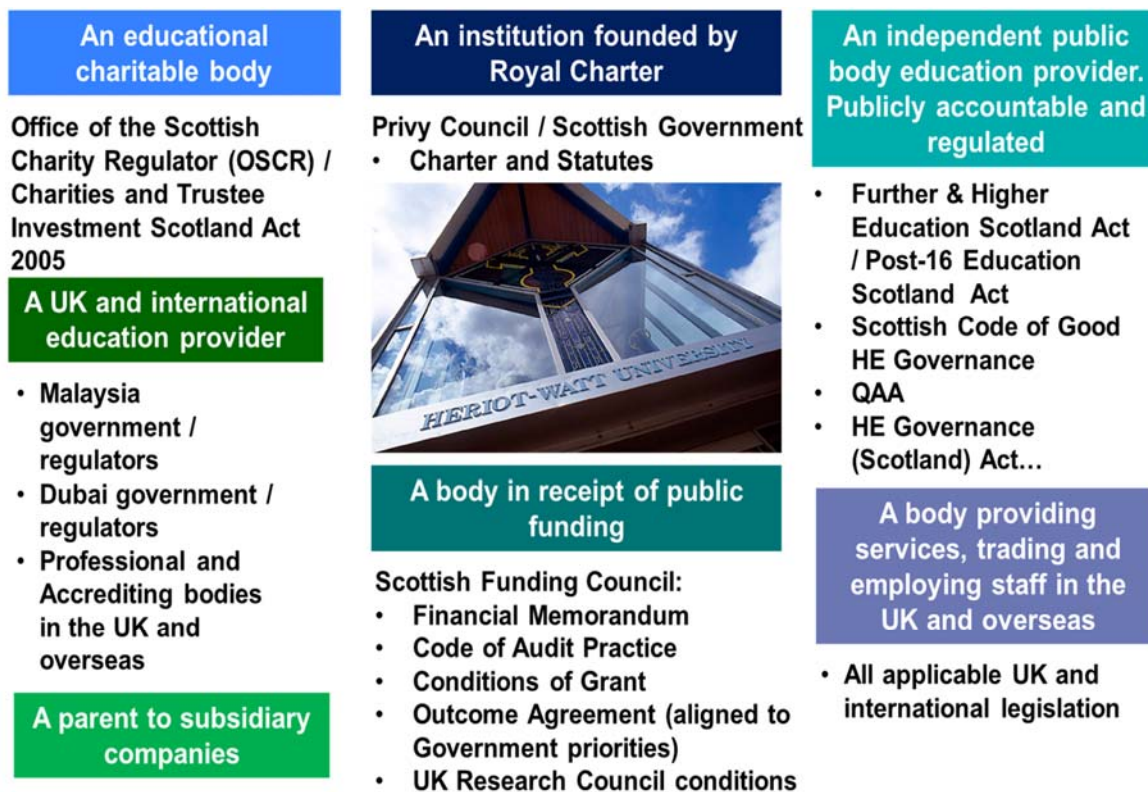 An educational
charitable body
Office of the Scottish
Charity Regulator (OSCR) /
Charities and Trustee
Investment Scotland Act
2005
A UK and international
education provider
• Malaysia
government /
regulators
• Dubai government /
regulators
• Professional and
Accrediting bodies
in the UK and
overseas
A parent to subsidiary
companies
An institution founded by
Royal Charter
Privy Council / Scottish Government
• Charter and Statutes
HERIOT-WATT UNIVERSITY
A body in receipt of public
funding
Scottish Funding Council:
• Financial Memorandum
• Code of Audit Practice
• Conditions of Grant
• Outcome Agreement (aligned to
Government priorities)
• UK Research Council conditions
An independent public
body education provider.
Publicly accountable and
regulated
• Further & Higher
Education Scotland Act
/ Post-16 Education
Scotland Act
• Scottish Code of Good
HE Governance
• QAA
• HE Governance
(Scotland) Act…
A body providing
services, trading and
employing staff in the
UK and overseas
• All applicable UK and
international legislation